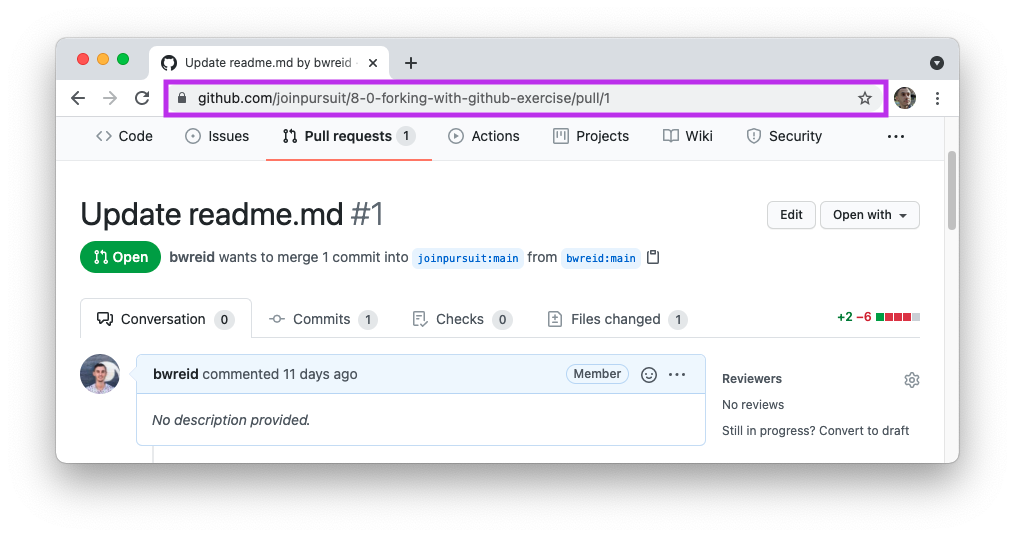 Update readme.md by bwreid
github.com/joinpursuit/8-0-forking-with-github-exercise/pull/1
Code Issues Pull requests 1 Actions Projects Wiki Security
Update readme.md #1 Edit Open with
Open bwreid wants to merge 1 commit into joinpursuit:main from bwreid:main
Conversation 0 Commits 1 Checks 0 Files changed 1 +2 −6
bwreid commented 11 days ago Member Reviewers
No reviews
No description provided.
Still in progress? Convert to draft